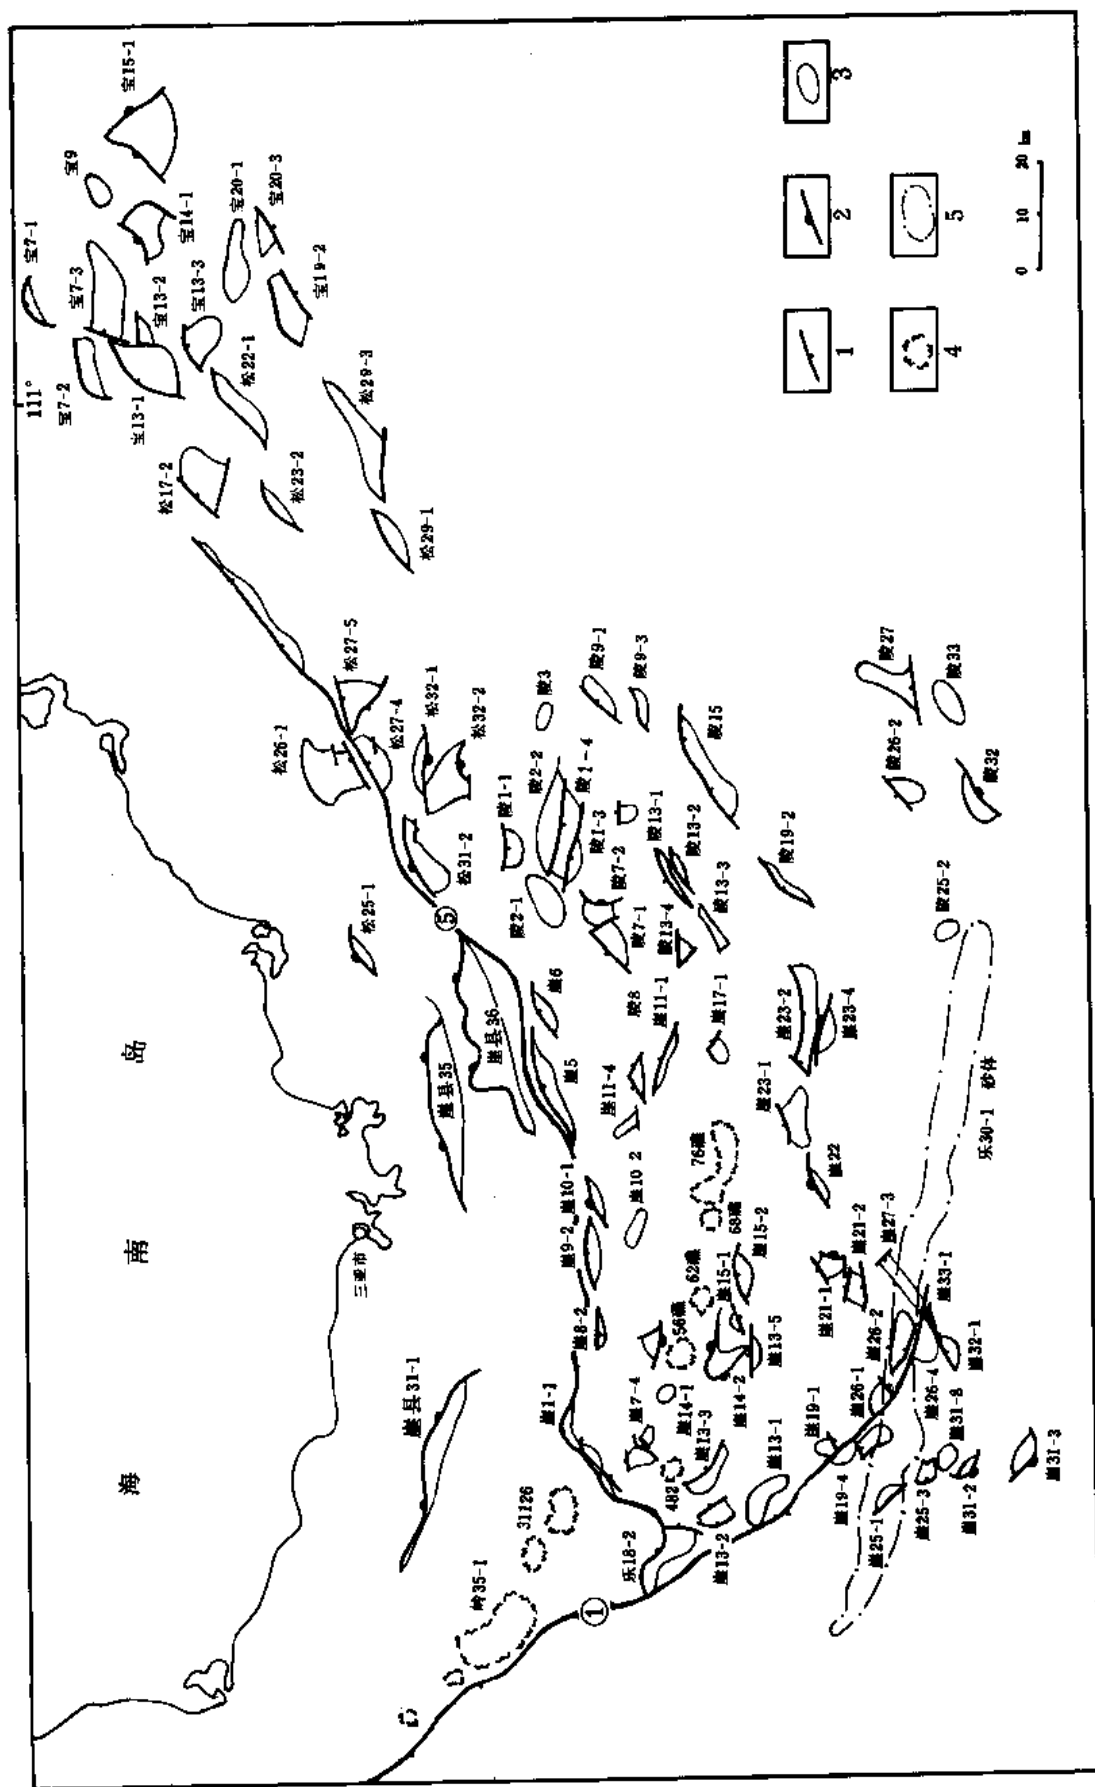 111°
宝15-1
宝9
宝7-1
宝14-1
宝7-3
宝20-1
宝20-3
宝13-2
宝13-3
宝19-2
宝7-2
宝13-1
松22-1
松29-3
松17-2
松23-2
松29-1
松27-5
松26-1
松27-4
松32-1
松32-2
松31-2
松25-1
⑤
陵9-1
陵9-3
陵3
陵2-2
陵1-4
陵1-1
陵1-3
陵15
陵2-1
陵7-2
陵7-1
陵13-1
陵13-2
陵13-3
陵13-4
陵19-2
陵8
陵27
陵33
陵26-2
陵32
陵25-2
海南岛
三亚市
崖县35
崖县36
崖6
崖5
崖11-1
崖17-1
崖11-4
崖23-2
崖23-4
崖23-1
崖22
崖10-1
崖10 2
崖9-2
崖8-2
76礁
68礁
62礁
56礁
崖15-2
崖15-1
崖13-5
崖21-2
崖21-1
崖27-3
崖33-1
崖26-2
崖32-1
崖26-1
崖26-4
崖县31-1
崖1-1
崖7-4
崖14-1
崖14-2
崖13-3
崖13-1
崖13-2
482
31126
岭35-1
乐18-2
①
崖19-1
崖19-4
崖25-1
崖25-3
崖31-8
崖31-2
崖31-3
乐30-1 砂体
1
2
3
4
5
0 10 20 km